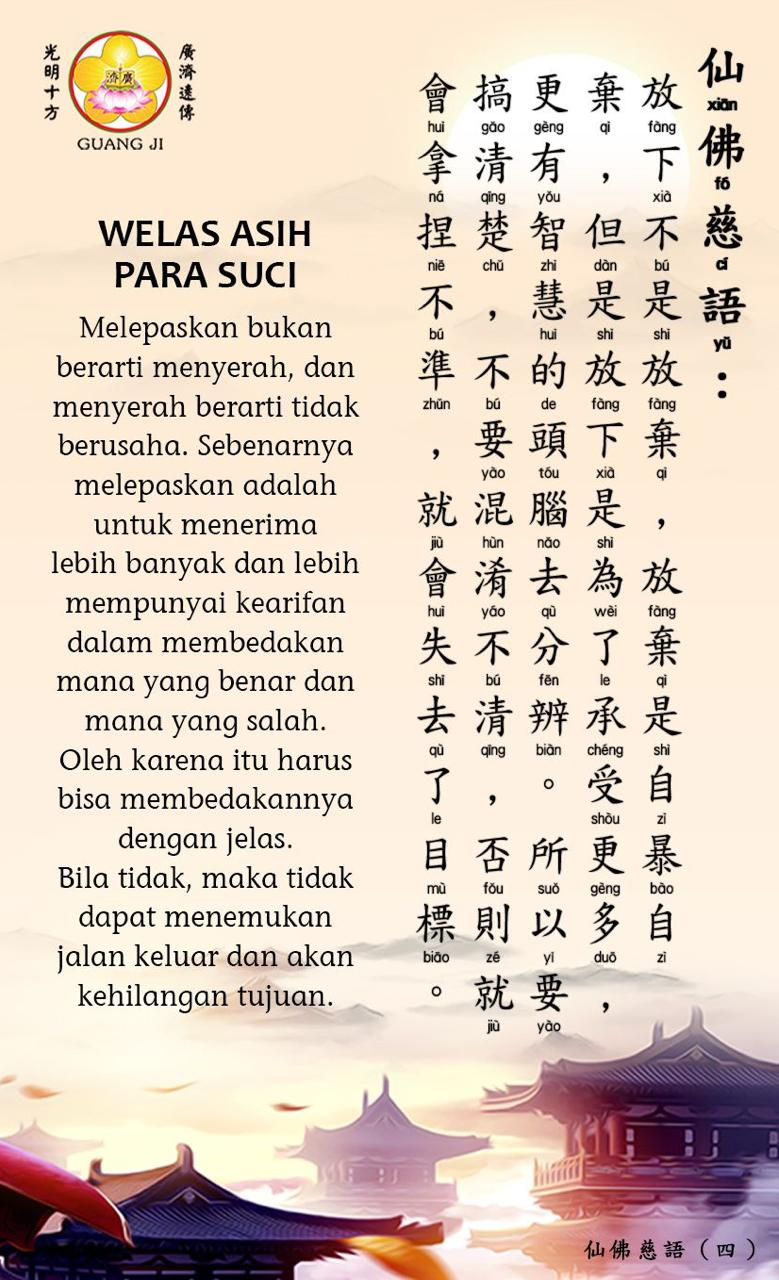 光明十方
廣濟遠傳
廣濟
GUANG JI
仙佛慈語：
xiān fó cí yǔ
放下不是放棄，放棄是自暴自
fàng xià bú shì fàng qì fàng qì shì zì bào zì
棄，但是放下是為了承受更多，
qì dàn shì fàng xià shì wèi le chéng shòu gèng duō
更有智慧的頭腦去分辨。所以要
gèng yǒu zhì huì de tóu nǎo qù fēn biàn suǒ yǐ yào
搞清楚，不要混淆不清，否則就
gǎo qīng chǔ bú yào hùn yáo bú qīng fǒu zé jiù
會拿捏不準，就會失去了目標。
huì ná niē bú zhǔn jiù huì shī qù le mù biāo
WELAS ASIH
PARA SUCI
Melepaskan bukan
berarti menyerah, dan
menyerah berarti tidak
berusaha. Sebenarnya
melepaskan adalah
untuk menerima
lebih banyak dan lebih
mempunyai kearifan
dalam membedakan
mana yang benar dan
mana yang salah.
Oleh karena itu harus
bisa membedakannya
dengan jelas.
Bila tidak, maka tidak
dapat menemukan
jalan keluar dan akan
kehilangan tujuan.
仙佛慈語（四）